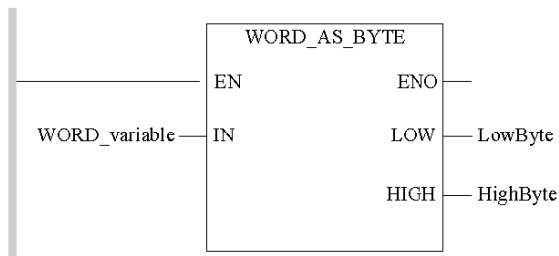 WORD_AS_BYTE
EN ENO
WORD_variable IN LOW LowByte
HIGH HighByte